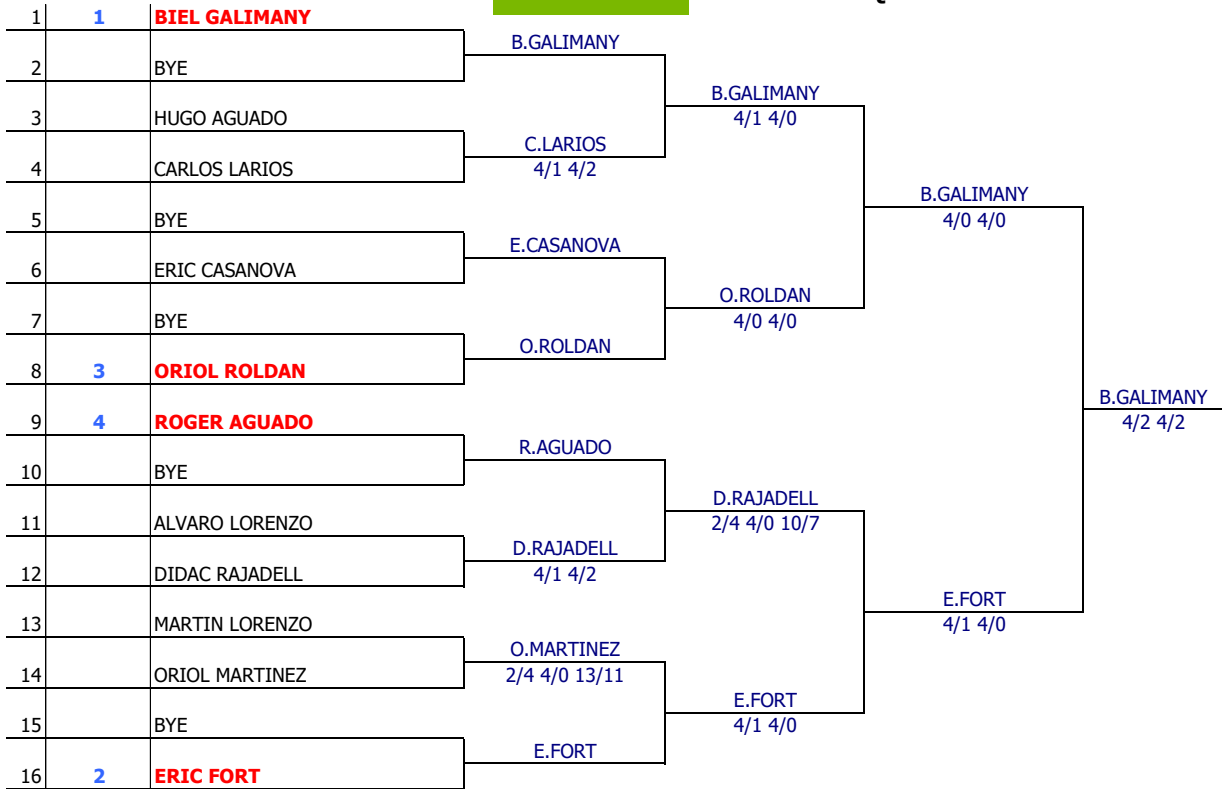 1 1 BIEL GALIMANY
B.GALIMANY
2 BYE
B.GALIMANY
3 HUGO AGUADO
4/1 4/0
C.LARIOS
4 CARLOS LARIOS
4/1 4/2
B.GALIMANY
5 BYE
4/0 4/0
E.CASANOVA
6 ERIC CASANOVA
O.ROLDAN
7 BYE
4/0 4/0
O.ROLDAN
8 3 ORIOL ROLDAN
B.GALIMANY
9 4 ROGER AGUADO
4/2 4/2
R.AGUADO
10 BYE
D.RAJADELL
11 ALVARO LORENZO
2/4 4/0 10/7
D.RAJADELL
12 DIDAC RAJADELL
4/1 4/2
E.FORT
13 MARTIN LORENZO
4/1 4/0
O.MARTINEZ
14 ORIOL MARTINEZ
2/4 4/0 13/11
E.FORT
15 BYE
4/1 4/0
E.FORT
16 2 ERIC FORT